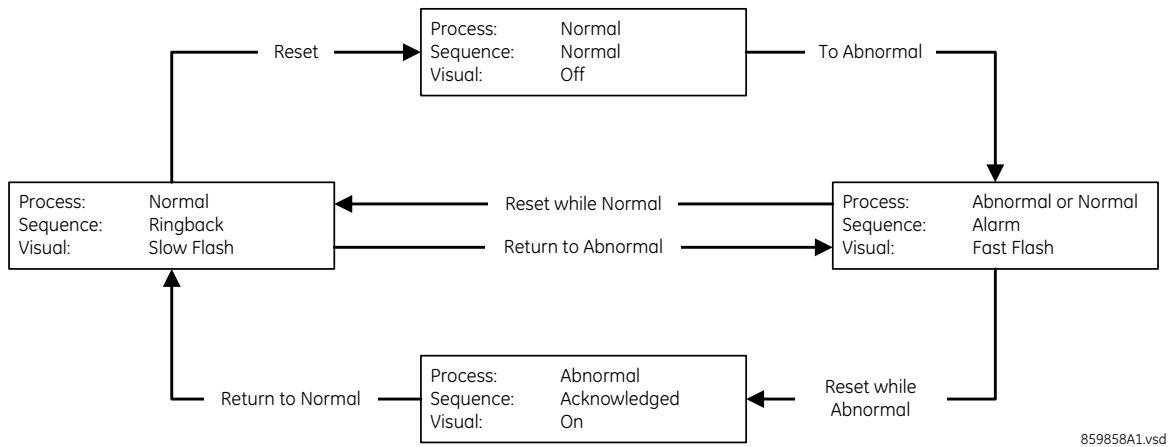 Process: Normal
Sequence: Normal
Visual: Off
Reset
To Abnormal
Process: Normal
Sequence: Ringback
Visual: Slow Flash
Reset while Normal
Return to Abnormal
Process: Abnormal or Normal
Sequence: Alarm
Visual: Fast Flash
Return to Normal
Process: Abnormal
Sequence: Acknowledged
Visual: On
Reset while
Abnormal
859858A1.vsd